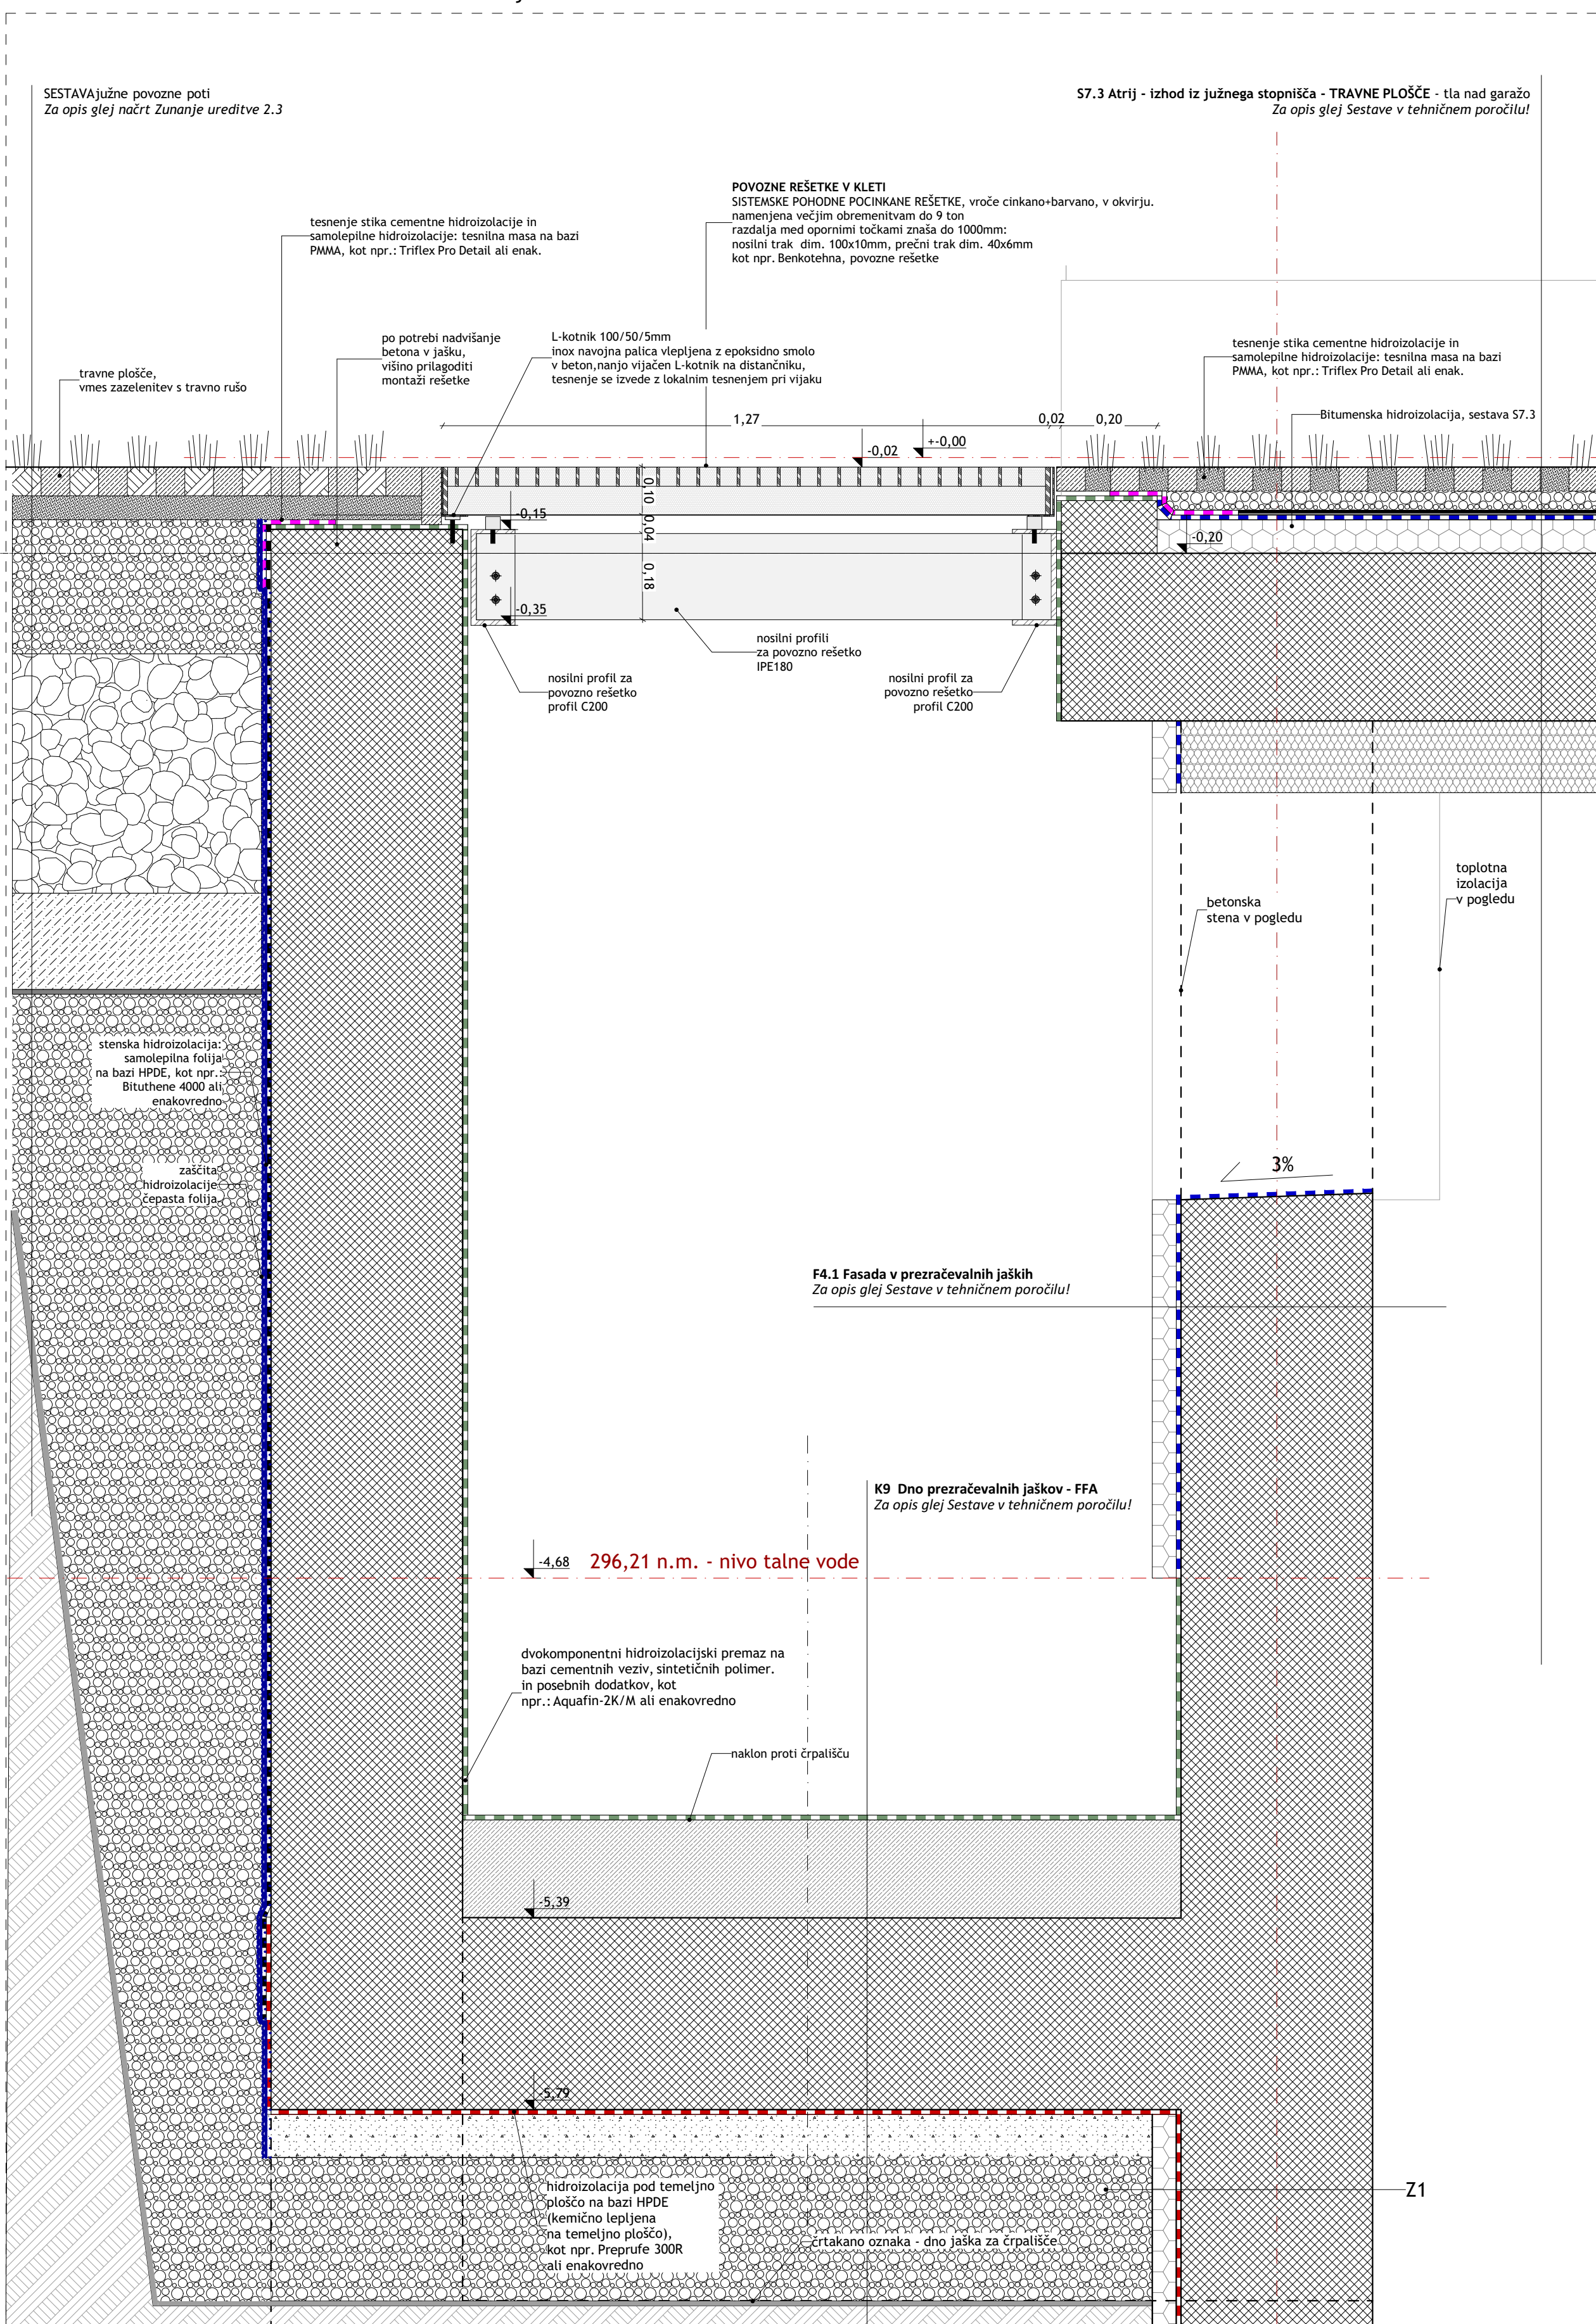 SESTAVAjužne povozne poti
Za opis glej načrt Zunanje ureditve 2.3
S7.3 Atrij - izhod iz južnega stopnišča - TRAVNE PLOŠČE - tla nad garažo
Za opis glej Sestave v tehničnem poročilu!
POVOZNE REŠETKE V KLETI
SISTEMSKE POHODNE POCINKANE REŠETKE, vroče cinkano+barvano, v okvirju.
namenjena večjim obremenitvam do 9 ton
razdalja med opornimi točkami znaša do 1000mm:
nosilni trak dim. 100x10mm, prečni trak dim. 40x6mm
kot npr. Benkotehna, povozne rešetke
tesnenje stika cementne hidroizolacije in
samolepilne hidroizolacije: tesnilna masa na bazi
PMMA, kot npr.: Triflex Pro Detail ali enak.
po potrebi nadvišanje
betona v jašku,
višino prilagoditi
montaži rešetke
L-kotnik 100/50/5mm
inox navojna palica vlepljena z epoksidno smolo
v beton,nanjo vijačen L-kotnik na distančniku,
tesnenje se izvede z lokalnim tesnenjem pri vijaku
tesnenje stika cementne hidroizolacije in
samolepilne hidroizolacije: tesnilna masa na bazi
PMMA, kot npr.: Triflex Pro Detail ali enak.
travne plošče,
vmes zazelenitev s travno rušo
Bitumenska hidroizolacija, sestava S7.3
1,27
0,02
0,20
+-0,00
-0,02
0,10
0,04
0,18
-0,15
-0,20
-0,35
nosilni profili
za povozno rešetko
IPE180
nosilni profil za
povozno rešetko
profil C200
nosilni profil za
povozno rešetko
profil C200
toplotna
izolacija
v pogledu
betonska
stena v pogledu
stenska hidroizolacija:
samolepilna folija
na bazi HPDE, kot npr.:
Bituthene 4000 ali
enakovredno
zaščita
hidroizolacije
čepasta folija
3%
F4.1 Fasada v prezračevalnih jaških
Za opis glej Sestave v tehničnem poročilu!
K9 Dno prezračevalnih jaškov - FFA
Za opis glej Sestave v tehničnem poročilu!
-4,68
296,21 n.m. - nivo talne vode
dvokomponentni hidroizolacijski premaz na
bazi cementnih veziv, sintetičnih polimer.
in posebnih dodatkov, kot
npr.: Aquafin-2K/M ali enakovredno
naklon proti črpališču
-5,39
-5,79
hidroizolacija pod temeljno
ploščo na bazi HPDE
(kemično lepljena
na temeljno ploščo),
kot npr. Preprufe 300R
ali enakovredno
Z1
črtakano oznaka - dno jaška za črpališče